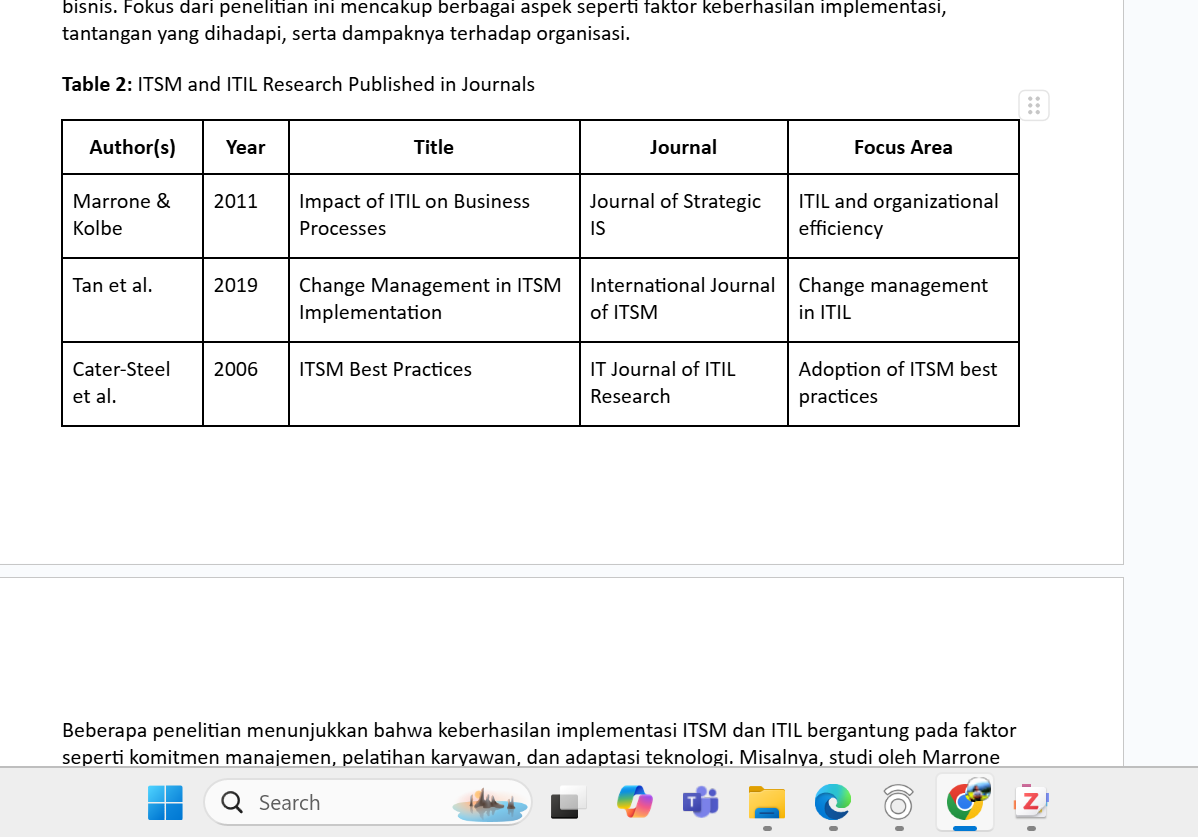 bisnis. Fokus dari penelitian ini mencakup berbagai aspek seperti faktor keberhasilan implementasi,
tantangan yang dihadapi, serta dampaknya terhadap organisasi.
Table 2: ITSM and ITIL Research Published in Journals
Author(s) Year Title Journal Focus Area
Marrone & 2011 Impact of ITIL on Business Journal of Strategic ITIL and organizational
Kolbe Processes IS efficiency
Tan et al. 2019 Change Management in ITSM International Journal Change management
Implementation of ITSM in ITIL
Cater-Steel 2006 ITSM Best Practices IT Journal of ITIL Adoption of ITSM best
et al. Research practices
Beberapa penelitian menunjukkan bahwa keberhasilan implementasi ITSM dan ITIL bergantung pada faktor
seperti komitmen manajemen, pelatihan karyawan, dan adaptasi teknologi. Misalnya, studi oleh Marrone
Search